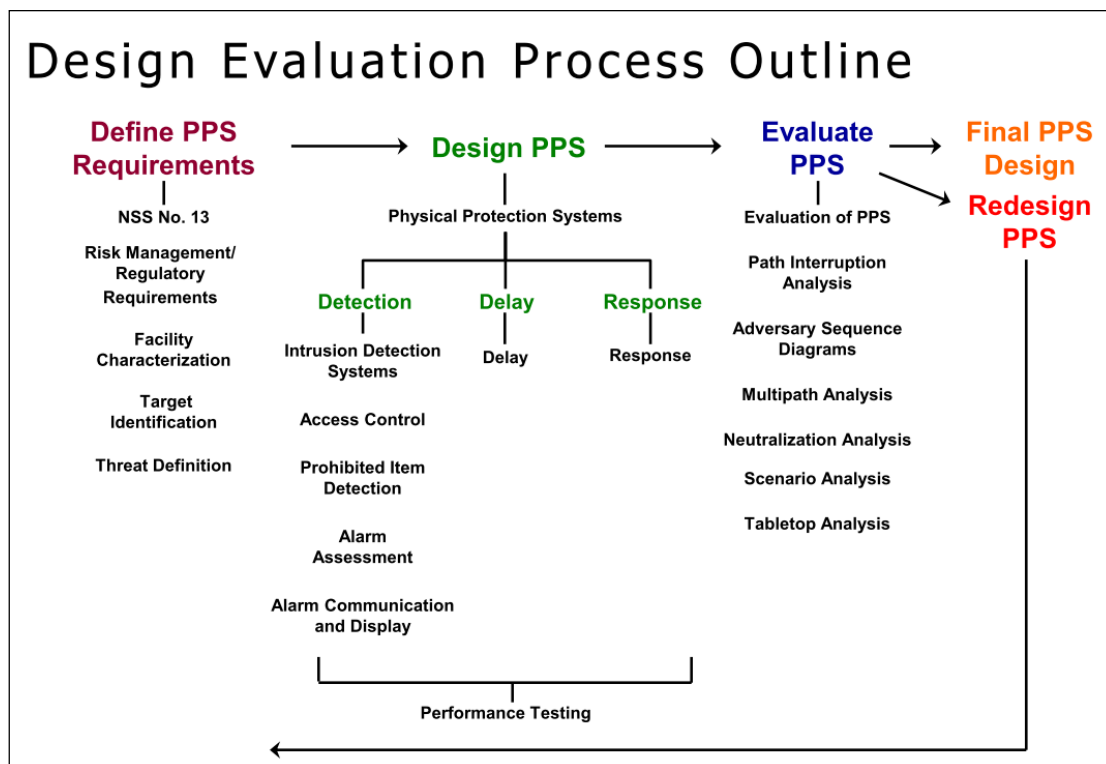 Design Evaluation Process Outline
Define PPS
Requirements
NSS No. 13
Risk Management/
Regulatory
Requirements
Facility
Characterization
Target
Identification
Threat Definition
Design PPS
Physical Protection Systems
Detection
Intrusion Detection
Systems
Access Control
Prohibited Item
Detection
Alarm
Assessment
Alarm Communication
and Display
Delay
Delay
Response
Response
Performance Testing
Evaluate
PPS
Evaluation of PPS
Path Interruption
Analysis
Adversary Sequence
Diagrams
Multipath Analysis
Neutralization Analysis
Scenario Analysis
Tabletop Analysis
Final PPS
Design
Redesign
PPS